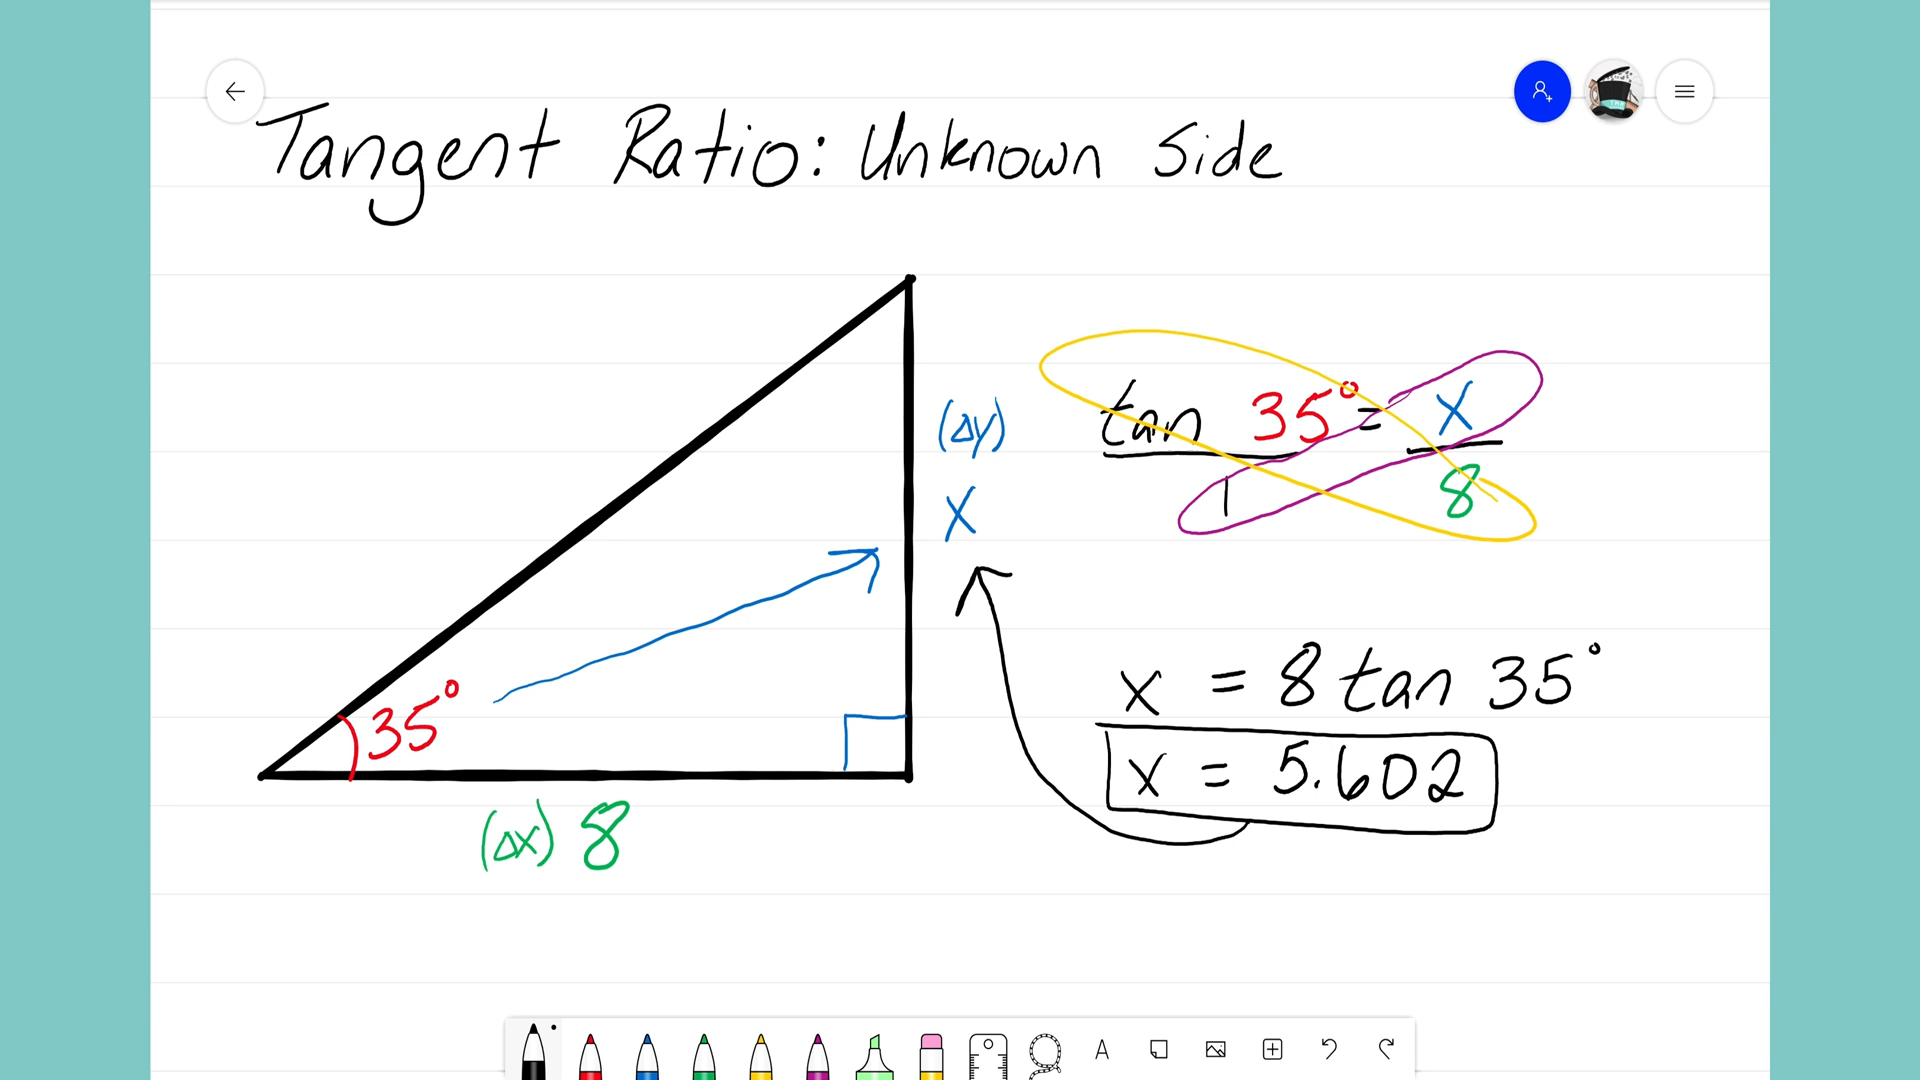 Tangent Ratio: Unknown Side
(Δy)
x
35°
(Δx) 8
tan 35° = x
1 8
x = 8 tan 35°
x = 5.602
A